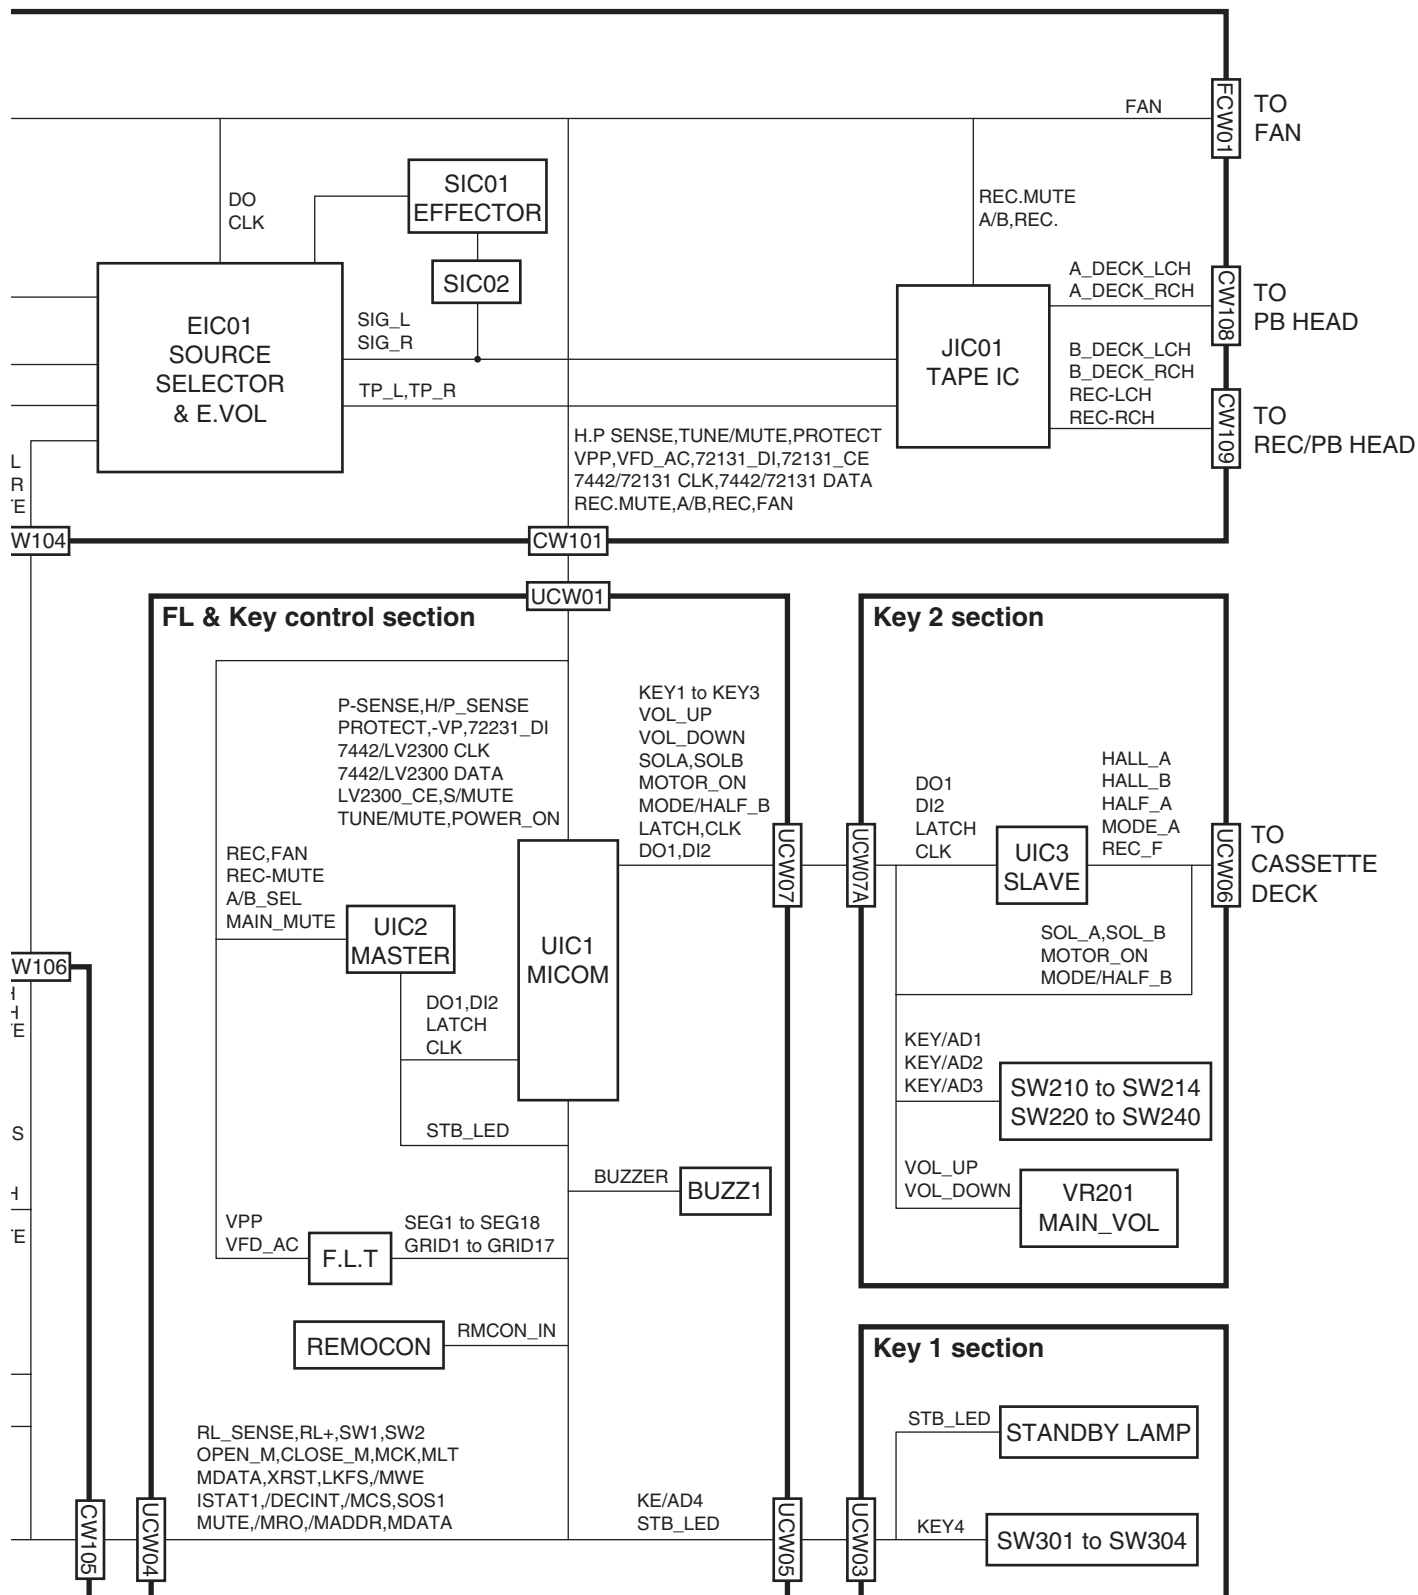 FAN
FCW01
TO
FAN
DO
CLK
SIC01
EFFECTOR
SIC02
REC.MUTE
A/B,REC.
A_DECK_LCH
A_DECK_RCH
CW108
TO
PB HEAD
EIC01
SOURCE
SELECTOR
& E.VOL
SIG_L
SIG_R
TP_L,TP_R
JIC01
TAPE IC
B_DECK_LCH
B_DECK_RCH
REC-LCH
REC-RCH
CW109
TO
REC/PB HEAD
H.P SENSE,TUNE/MUTE,PROTECT
VPP,VFD_AC,72131_DI,72131_CE
7442/72131 CLK,7442/72131 DATA
REC.MUTE,A/B,REC,FAN
L
R
TE
W104
CW101
UCW01
FL & Key control section
P-SENSE,H/P_SENSE
PROTECT,-VP,72231_DI
7442/LV2300 CLK
7442/LV2300 DATA
LV2300_CE,S/MUTE
TUNE/MUTE,POWER_ON
KEY1 to KEY3
VOL_UP
VOL_DOWN
SOLA,SOLB
MOTOR_ON
MODE/HALF_B
LATCH,CLK
DO1,DI2
UCW07
REC,FAN
REC-MUTE
A/B_SEL
MAIN_MUTE
UIC2
MASTER
UIC1
MICOM
DO1,DI2
LATCH
CLK
STB_LED
BUZZER
BUZZ1
VPP
VFD_AC
F.L.T
SEG1 to SEG18
GRID1 to GRID17
REMOCON
RMCON_IN
Key 2 section
UCW07A
DO1
DI2
LATCH
CLK
UIC3
SLAVE
HALL_A
HALL_B
HALF_A
MODE_A
REC_F
UCW06
TO
CASSETTE
DECK
SOL_A,SOL_B
MOTOR_ON
MODE/HALF_B
KEY/AD1
KEY/AD2
KEY/AD3
SW210 to SW214
SW220 to SW240
VOL_UP
VOL_DOWN
VR201
MAIN_VOL
W106
H
H
TE
S
H
TE
RL_SENSE,RL+,SW1,SW2
OPEN_M,CLOSE_M,MCK,MLT
MDATA,XRST,LKFS,/MWE
ISTAT1,/DECINT,/MCS,SOS1
MUTE,/MRO,/MADDR,MDATA
CW105
UCW04
KE/AD4
STB_LED
UCW05
Key 1 section
UCW03
STB_LED
STANDBY LAMP
KEY4
SW301 to SW304